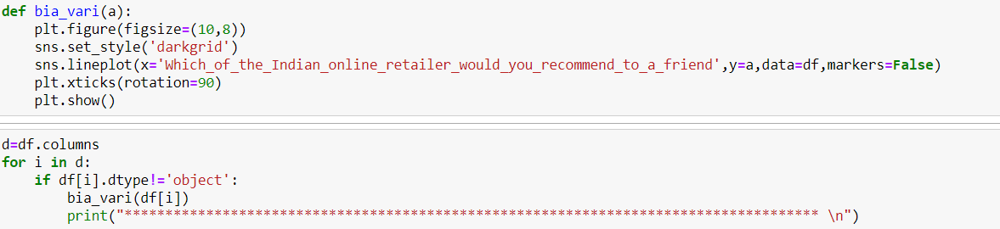 def bia_vari(a):
    plt.figure(figsize=(10,8))
    sns.set_style('darkgrid')
    sns.lineplot(x='Which_of_the_Indian_online_retailer_would_you_recommend_to_a_friend',y=a,data=df,markers=False)
    plt.xticks(rotation=90)
    plt.show()
d=df.columns
for i in d:
    if df[i].dtype!='object':
        bia_vari(df[i])
        print("************************************************************************************* \n")